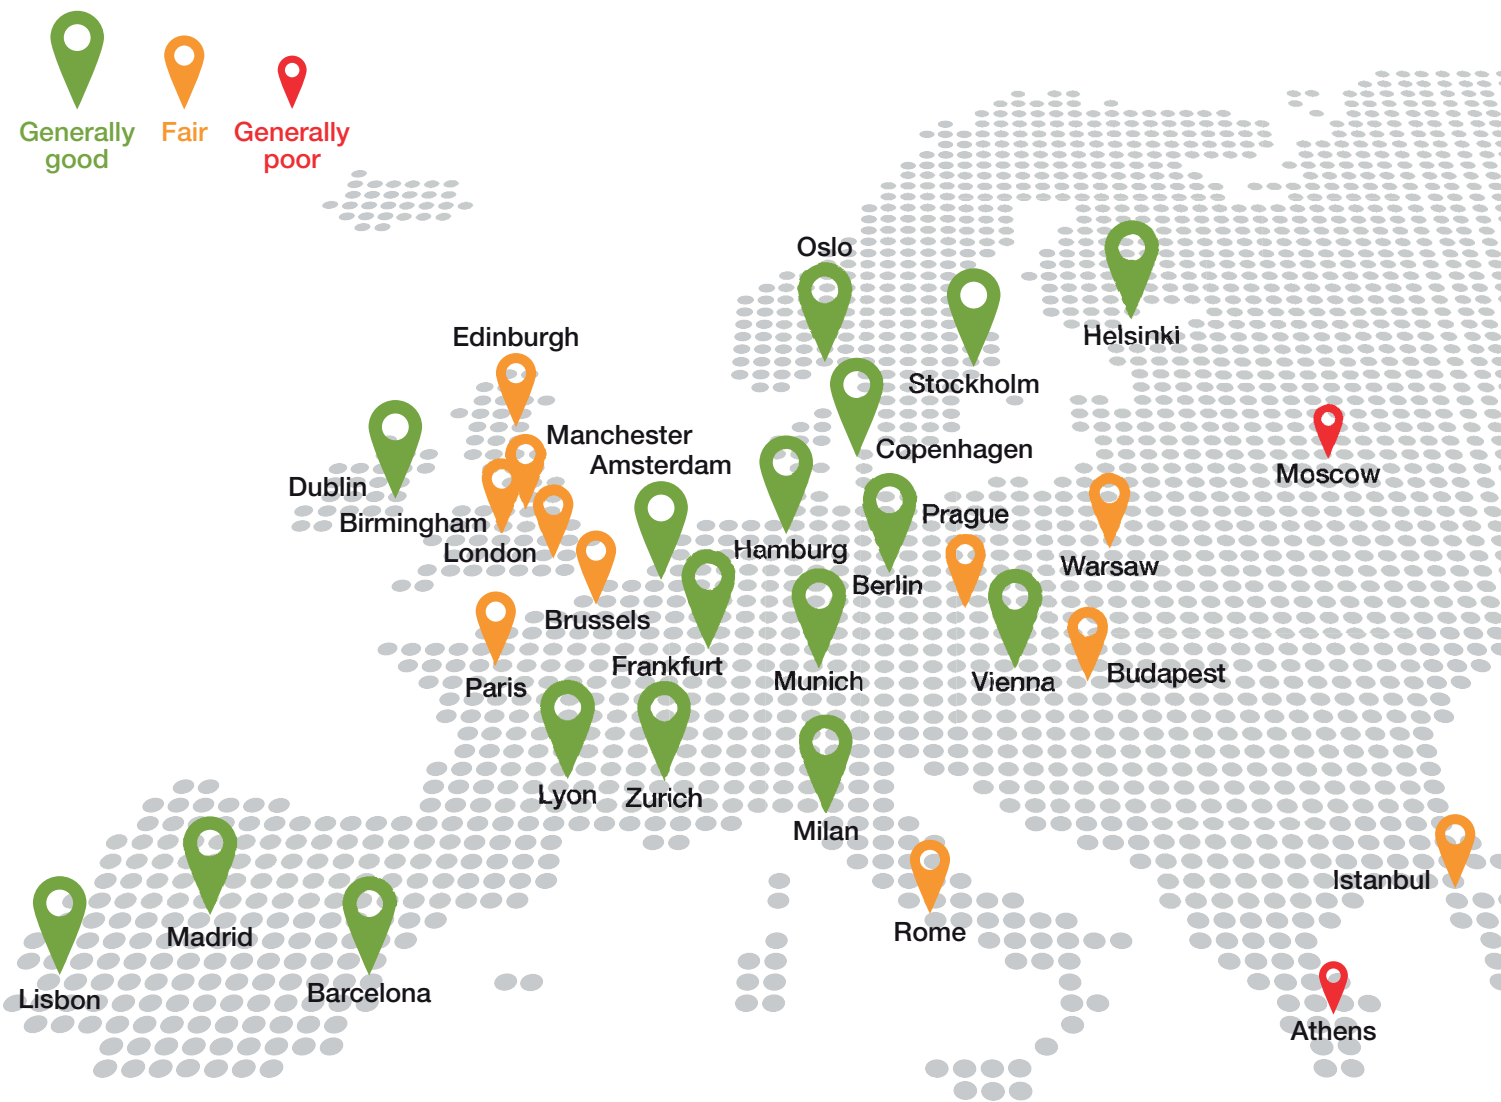 Generally
good
Fair
Generally
poor
Oslo
Helsinki
Edinburgh
Stockholm
Manchester
Copenhagen
Amsterdam
Moscow
Dublin
Prague
Birmingham
Hamburg
London
Warsaw
Berlin
Brussels
Frankfurt
Budapest
Munich
Vienna
Paris
Lyon
Zurich
Milan
Istanbul
Rome
Madrid
Barcelona
Lisbon
Athens